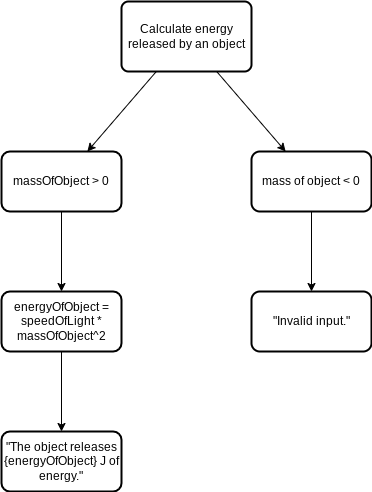 Calculate energy
released by an object
massOfObject > 0
mass of object < 0
energyOfObject =
speedOfLight *
massOfObject^2
"Invalid input."
"The object releases
{energyOfObject} J of
energy."